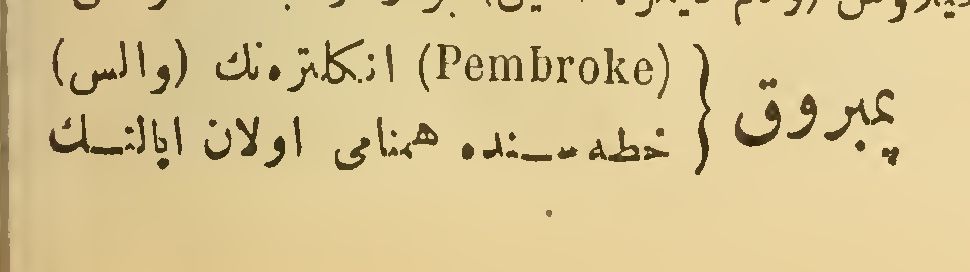 پمبروق
(Pembroke) انکلترەنك (والس)
خطەسندە همنامی اولان ایالتك